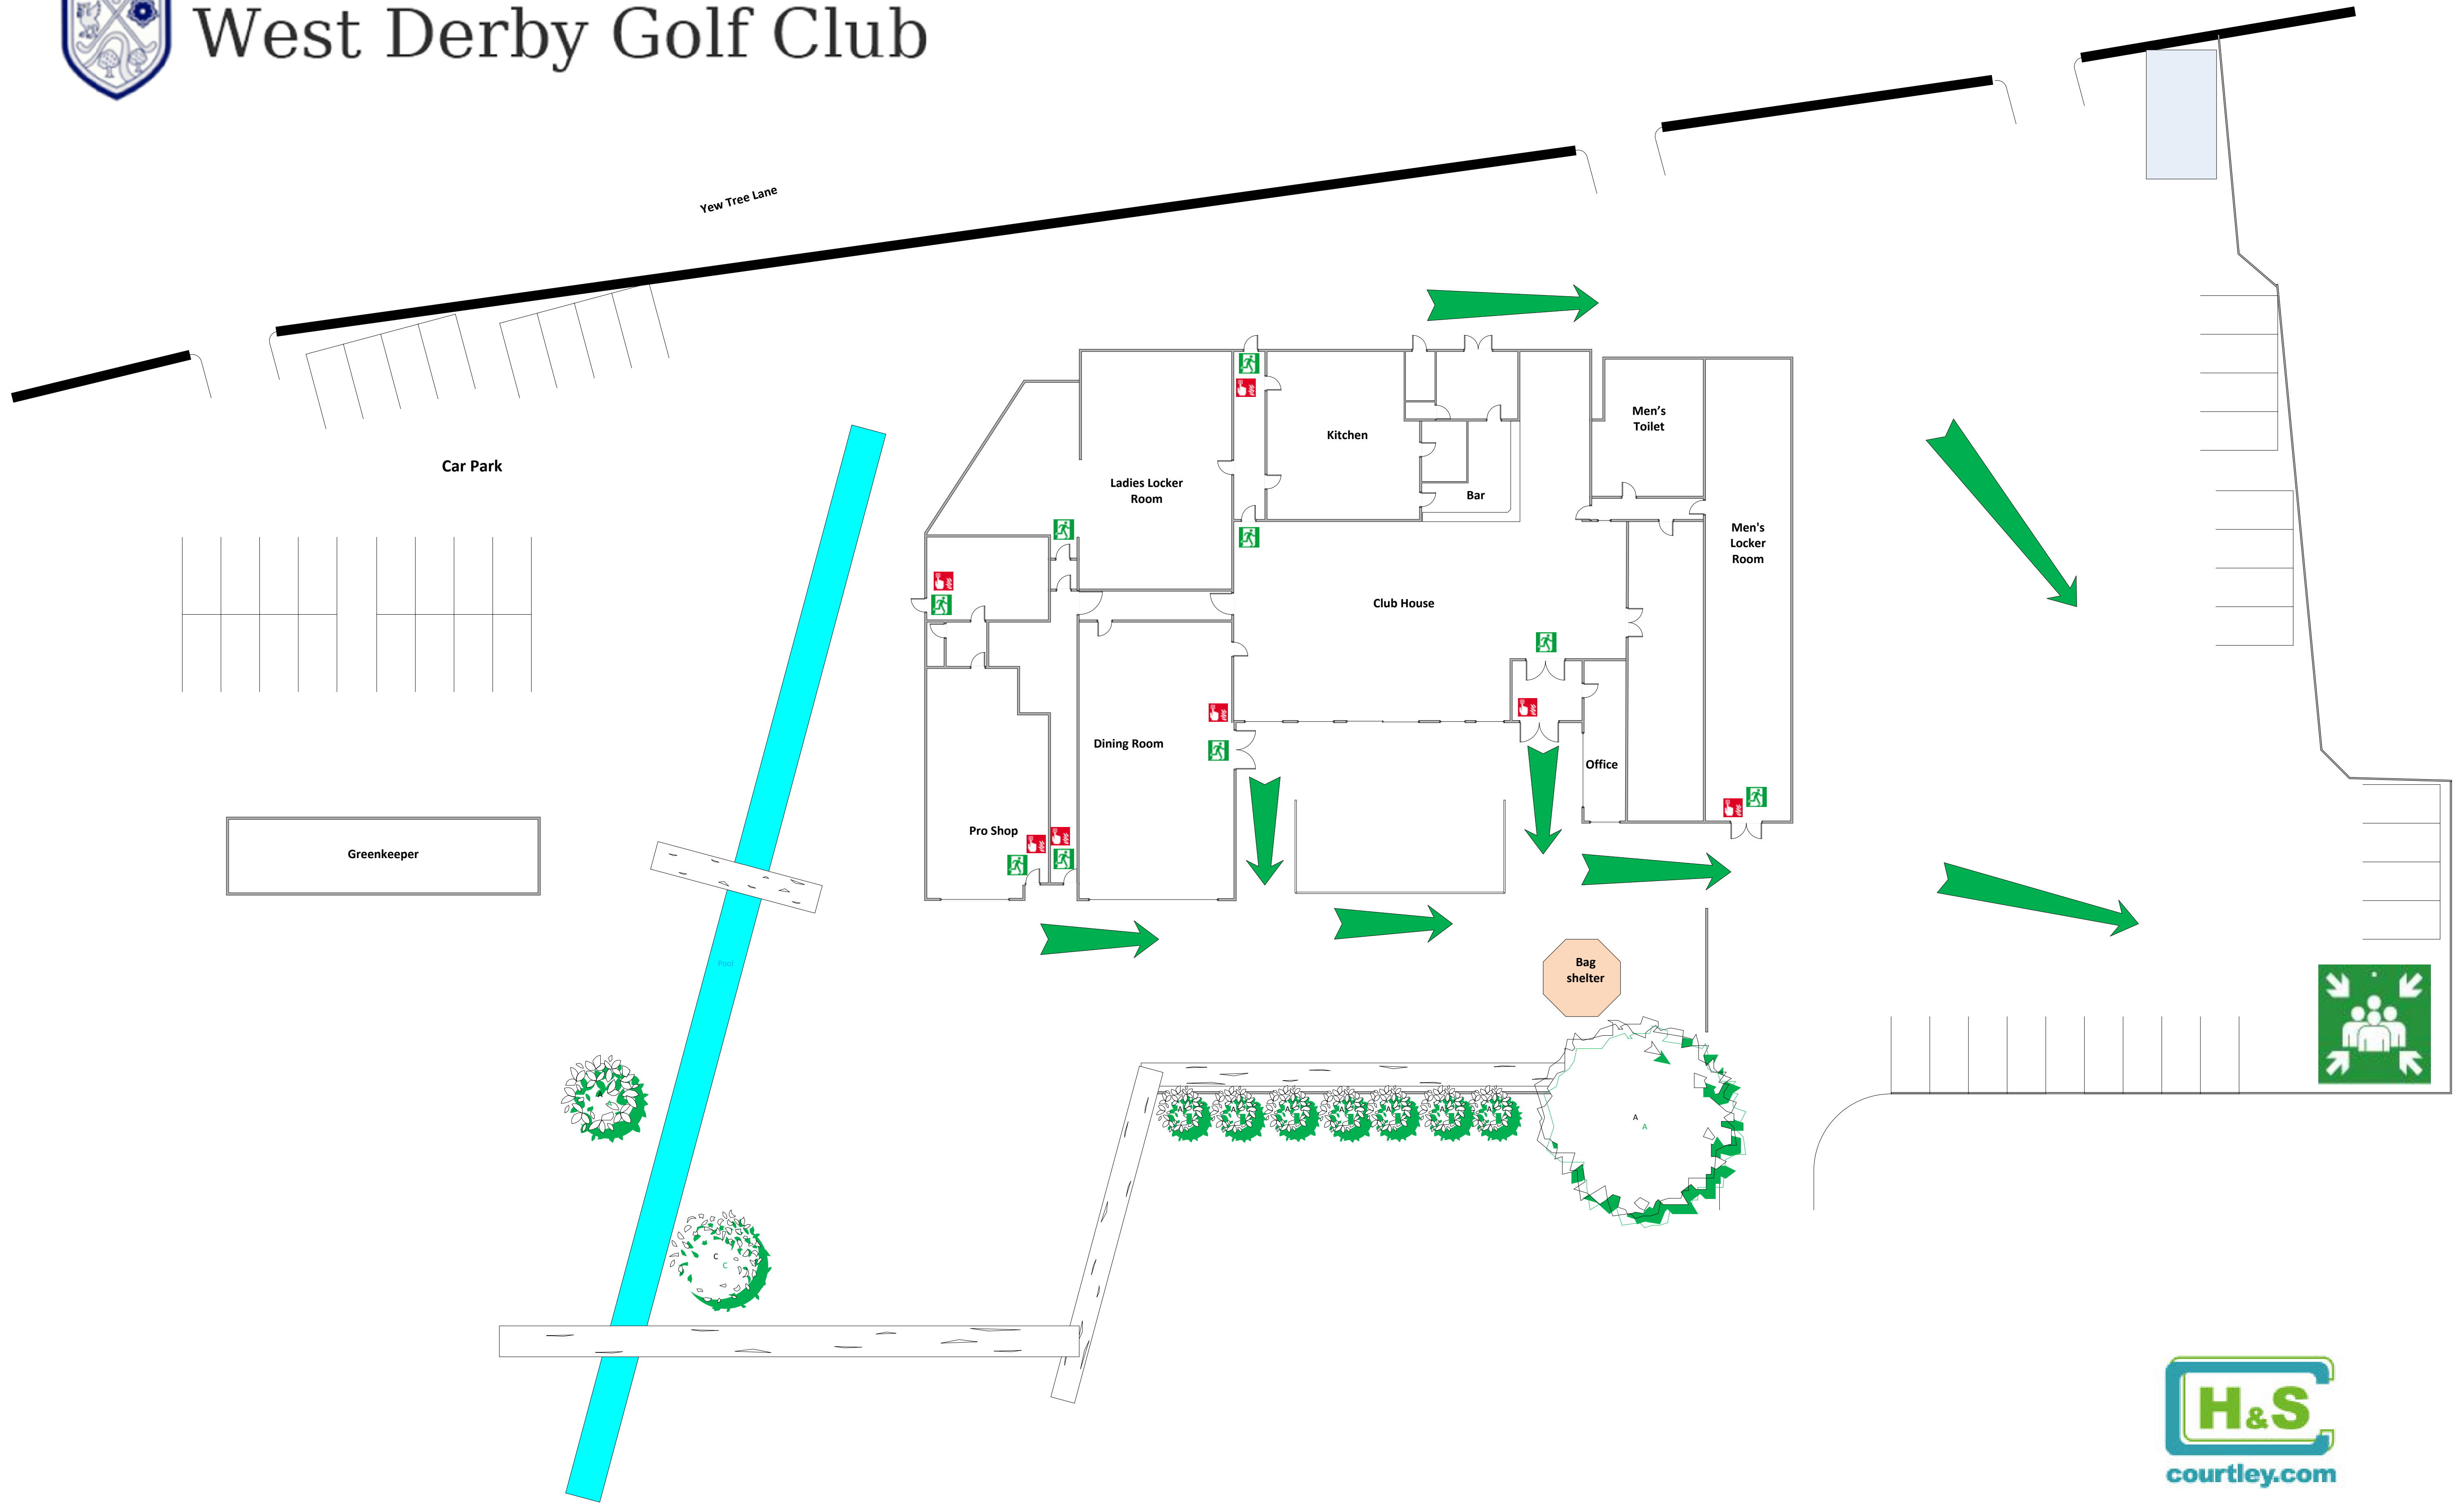 West Derby Golf Club
Yew Tree Lane
Car Park
Men's
Toilet
Kitchen
Ladies Locker
Room
Bar
Men's
Locker
Room
Club House
Dining Room
Office
Pro Shop
Greenkeeper
Pool
Bag
shelter
A
A
A
A
A
A
A
A
A
A
C
C
H&S
courtley.com